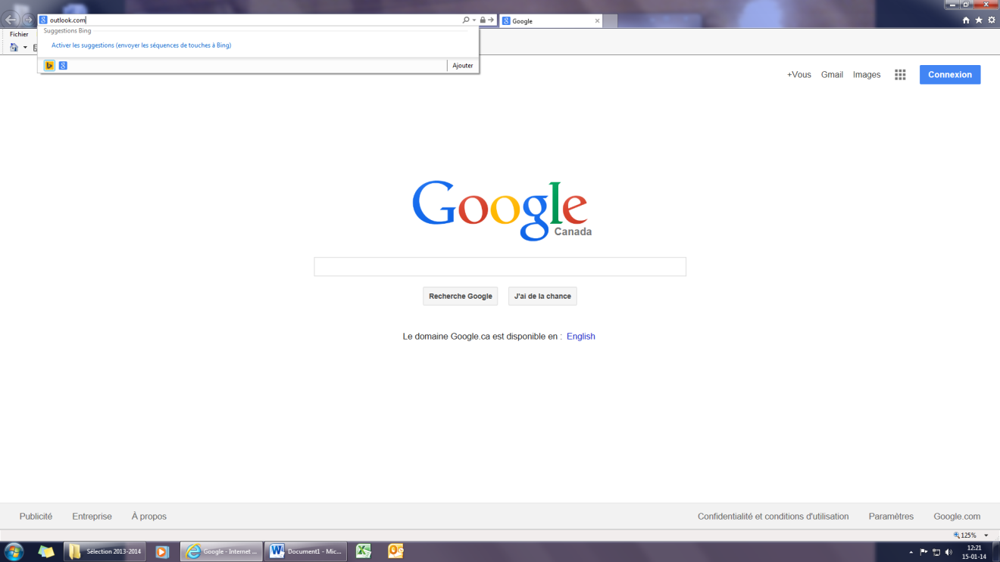 outlook.com
Google
Suggestions Bing
Fichier
Activer les suggestions (envoyer les séquences de touches à Bing)
Ajouter
+Vous Gmail Images Connexion
Google
Canada
Recherche Google J'ai de la chance
Le domaine Google.ca est disponible en : English
Publicité Entreprise À propos Confidentialité et conditions d'utilisation Paramètres Google.com
125%
Sélection 2013-2014 Google - Internet ... Document1 - Mic...
12:21
15-01-14